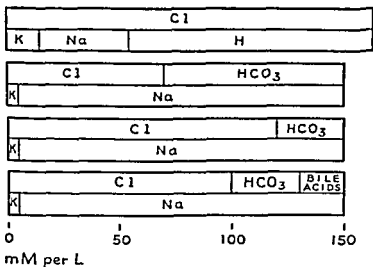 Cl
K Na H
Cl HCO3
K Na
Cl HCO3
K Na
Cl HCO3 BILE ACIDS
K Na
0 50 100 150
mM per L